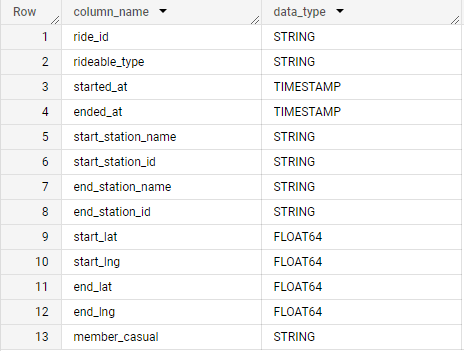 Row column_name data_type
1 ride_id STRING
2 rideable_type STRING
3 started_at TIMESTAMP
4 ended_at TIMESTAMP
5 start_station_name STRING
6 start_station_id STRING
7 end_station_name STRING
8 end_station_id STRING
9 start_lat FLOAT64
10 start_lng FLOAT64
11 end_lat FLOAT64
12 end_lng FLOAT64
13 member_casual STRING